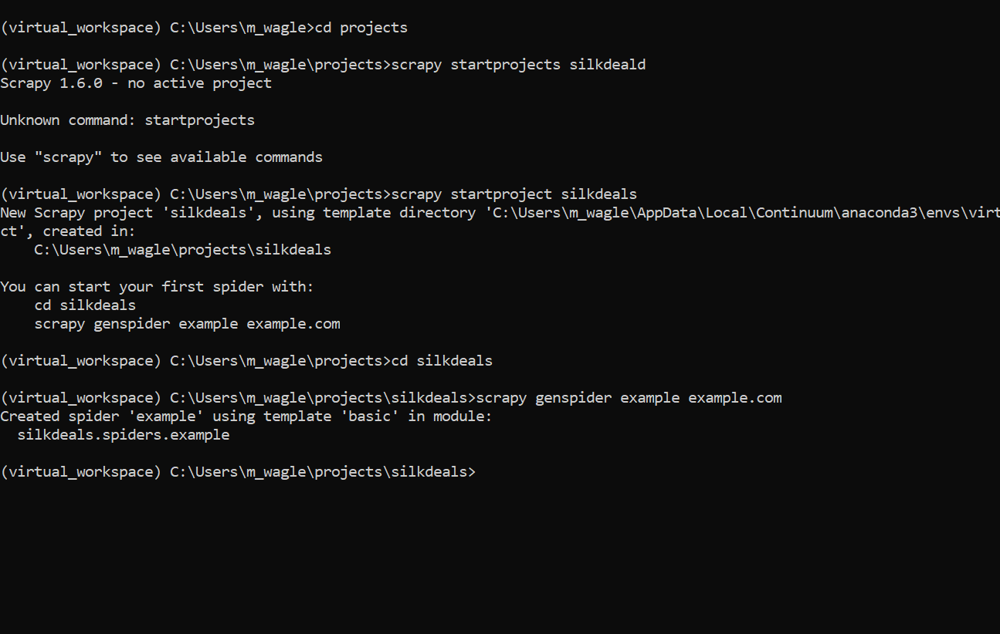 (virtual_workspace) C:\Users\m_wagle>cd projects
(virtual_workspace) C:\Users\m_wagle\projects>scrapy startprojects silkdeald
Scrapy 1.6.0 - no active project
Unknown command: startprojects
Use "scrapy" to see available commands
(virtual_workspace) C:\Users\m_wagle\projects>scrapy startproject silkdeals
New Scrapy project 'silkdeals', using template directory 'C:\Users\m_wagle\AppData\Local\Continuum\anaconda3\envs\virt
ct', created in:
    C:\Users\m_wagle\projects\silkdeals
You can start your first spider with:
    cd silkdeals
    scrapy genspider example example.com
(virtual_workspace) C:\Users\m_wagle\projects>cd silkdeals
(virtual_workspace) C:\Users\m_wagle\projects\silkdeals>scrapy genspider example example.com
Created spider 'example' using template 'basic' in module:
  silkdeals.spiders.example
(virtual_workspace) C:\Users\m_wagle\projects\silkdeals>